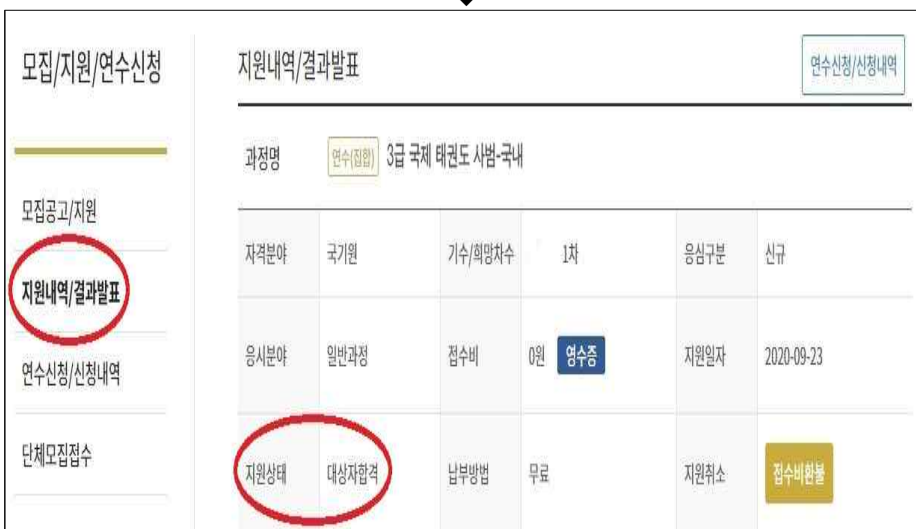 모집/지원/연수신청
모집공고/지원
지원내역/결과발표
연수신청/신청내역
단체모집접수
지원내역/결과발표
연수신청/신청내역
과정명 연수(집합) 3급 국제 태권도 사범-국내
자격분야 국기원 기수/희망차수 1차 응심구분 신규
응시분야 일반과정 접수비 0원 영수증 지원일자 2020-09-23
지원상태 대상자합격 납부방법 무료 지원취소 접수비환불